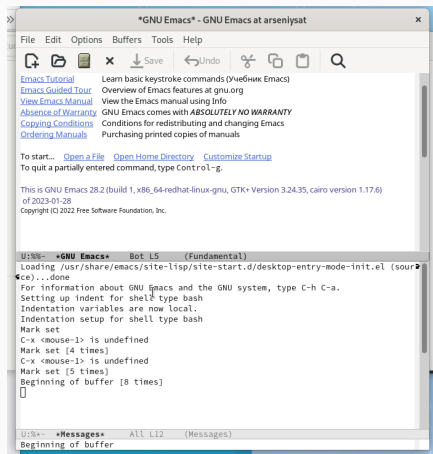 *GNU Emacs* - GNU Emacs at arseniysat
File Edit Options Buffers Tools Help
Save Undo
Emacs Tutorial Learn basic keystroke commands (Учебник Emacs)
Emacs Guided Tour Overview of Emacs features at gnu.org
View Emacs Manual View the Emacs manual using Info
Absence of Warranty GNU Emacs comes with ABSOLUTELY NO WARRANTY
Copying Conditions Conditions for redistributing and changing Emacs
Ordering Manuals Purchasing printed copies of manuals
To start... Open a File Open Home Directory Customize Startup
To quit a partially entered command, type Control-g.
This is GNU Emacs 28.2 (build 1, x86_64-redhat-linux-gnu, GTK+ Version 3.24.35, cairo version 1.17.6)
of 2023-01-28
Copyright (C) 2022 Free Software Foundation, Inc.
U:%%- *GNU Emacs* Bot L5 (Fundamental)
Loading /usr/share/emacs/site-lisp/site-start.d/desktop-entry-mode-init.el (sour
ce)...done
For information about GNU Emacs and the GNU system, type C-h C-a.
Setting up indent for shell type bash
Indentation variables are now local.
Indentation setup for shell type bash
Mark set
C-x <mouse-1> is undefined
Mark set [4 times]
C-x <mouse-1> is undefined
Mark set [5 times]
Beginning of buffer [8 times]
U:%*- *Messages* All L12 (Messages)
Beginning of buffer